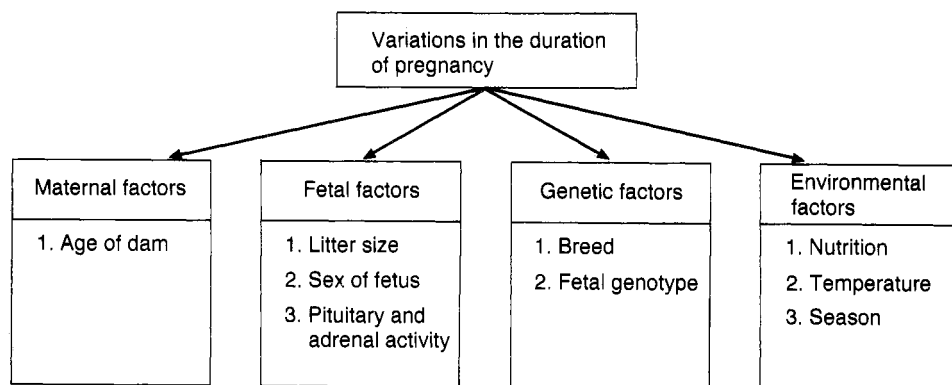 Variations in the duration
of pregnancy
Maternal factors
1. Age of dam
Fetal factors
1. Litter size
2. Sex of fetus
3. Pituitary and
adrenal activity
Genetic factors
1. Breed
2. Fetal genotype
Environmental
factors
1. Nutrition
2. Temperature
3. Season